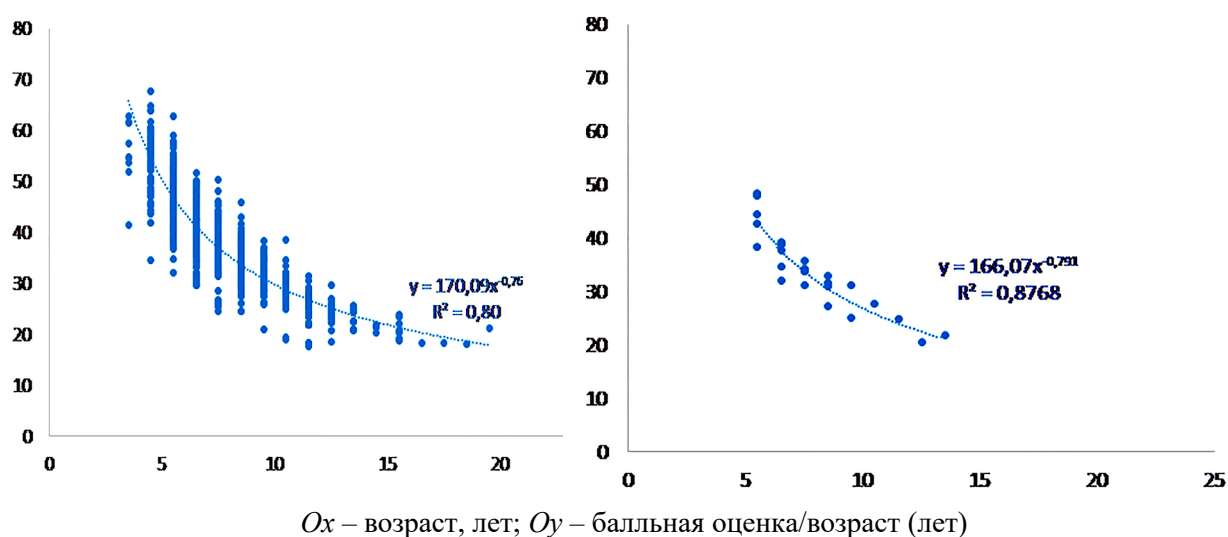 80
70
60
50
40
30
20
10
0
0 5 10 15 20
y = 170,09x-0,76
R² = 0,80
80
70
60
50
40
30
20
10
0
0 5 10 15 20 25
y = 166,07x-0,791
R² = 0,8768
Ox – возраст, лет; Oy – балльная оценка/возраст (лет)